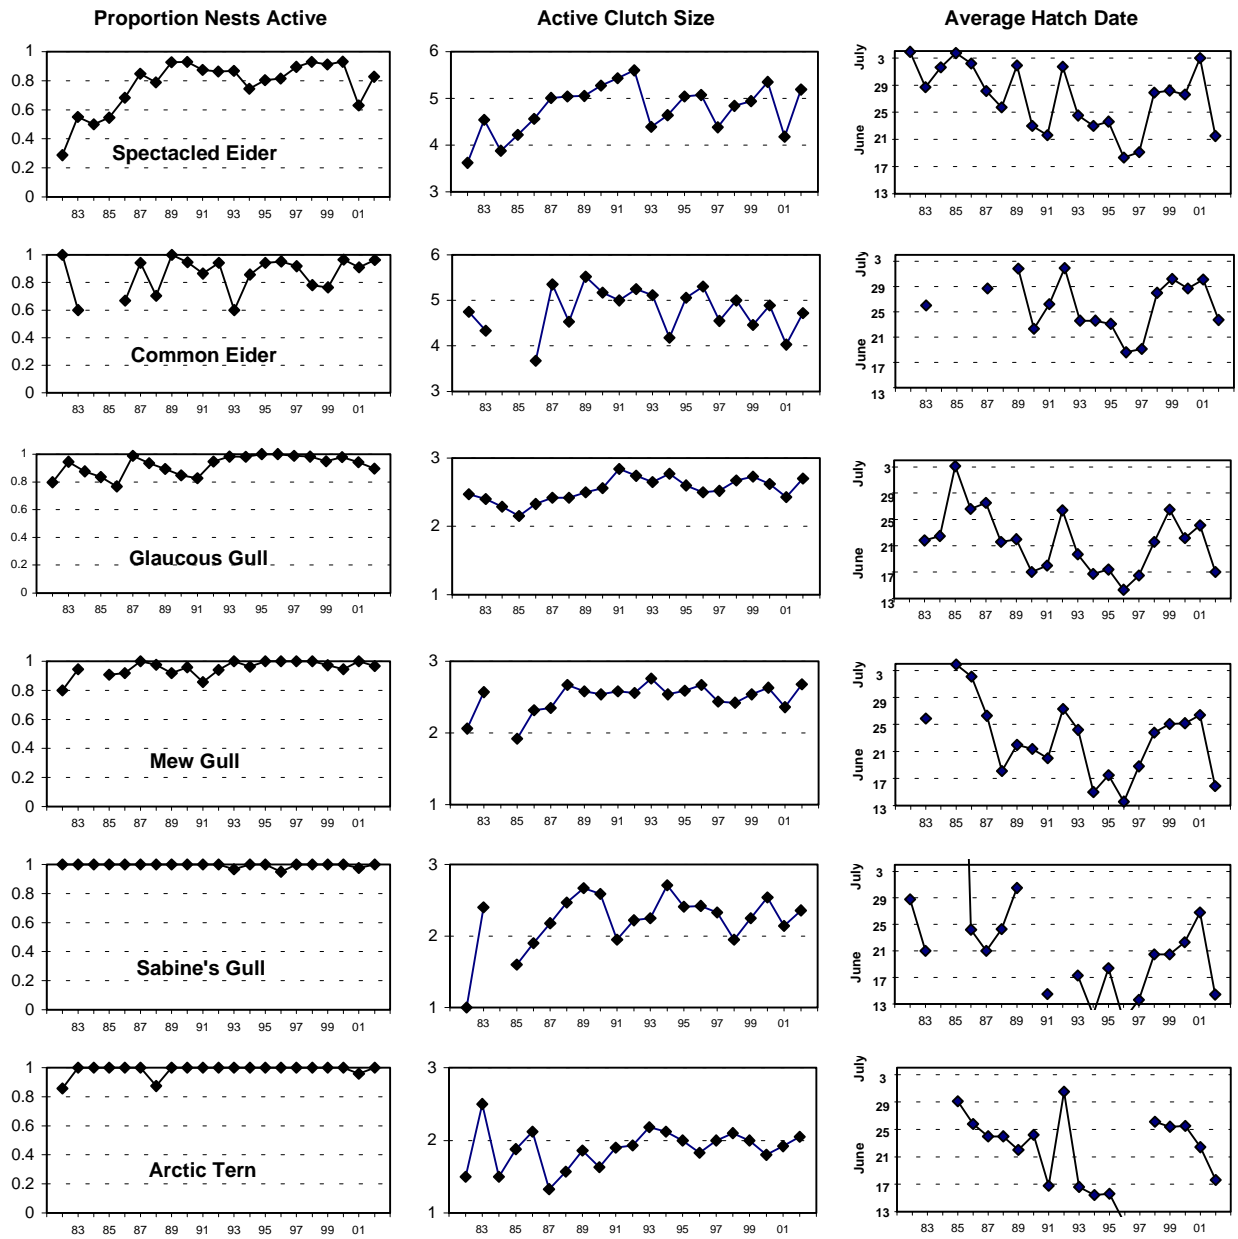 Proportion Nests Active
Active Clutch Size
Average Hatch Date
1
0.8
0.6
0.4
0.2
0
Spectacled Eider
83 85 87 89 91 93 95 97 99 01
6
5
4
3
83 85 87 89 91 93 95 97 99 01
July
June
3
29
25
21
17
13
83 85 87 89 91 93 95 97 99 01
1
0.8
0.6
0.4
0.2
0
Common Eider
83 85 87 89 91 93 95 97 99 01
6
5
4
3
83 85 87 89 91 93 95 97 99 01
July
June
3
29
25
21
17
13
83 85 87 89 91 93 95 97 99 01
1
0.8
0.6
0.4
0.2
0
Glaucous Gull
83 85 87 89 91 93 95 97 99 01
3
2
1
83 85 87 89 91 93 95 97 99 01
July
June
3
29
25
21
17
13
83 85 87 89 91 93 95 97 99 01
1
0.8
0.6
0.4
0.2
0
Mew Gull
83 85 87 89 91 93 95 97 99 01
3
2
1
83 85 87 89 91 93 95 97 99 01
July
June
3
29
25
21
17
13
83 85 87 89 91 93 95 97 99 01
1
0.8
0.6
0.4
0.2
0
Sabine's Gull
83 85 87 89 91 93 95 97 99 01
3
2
1
83 85 87 89 91 93 95 97 99 01
July
June
3
29
25
21
17
13
83 85 87 89 91 93 95 97 99 01
1
0.8
0.6
0.4
0.2
0
Arctic Tern
83 85 87 89 91 93 95 97 99 01
3
2
1
83 85 87 89 91 93 95 97 99 01
July
June
3
29
25
21
17
13
83 85 87 89 91 93 95 97 99 01